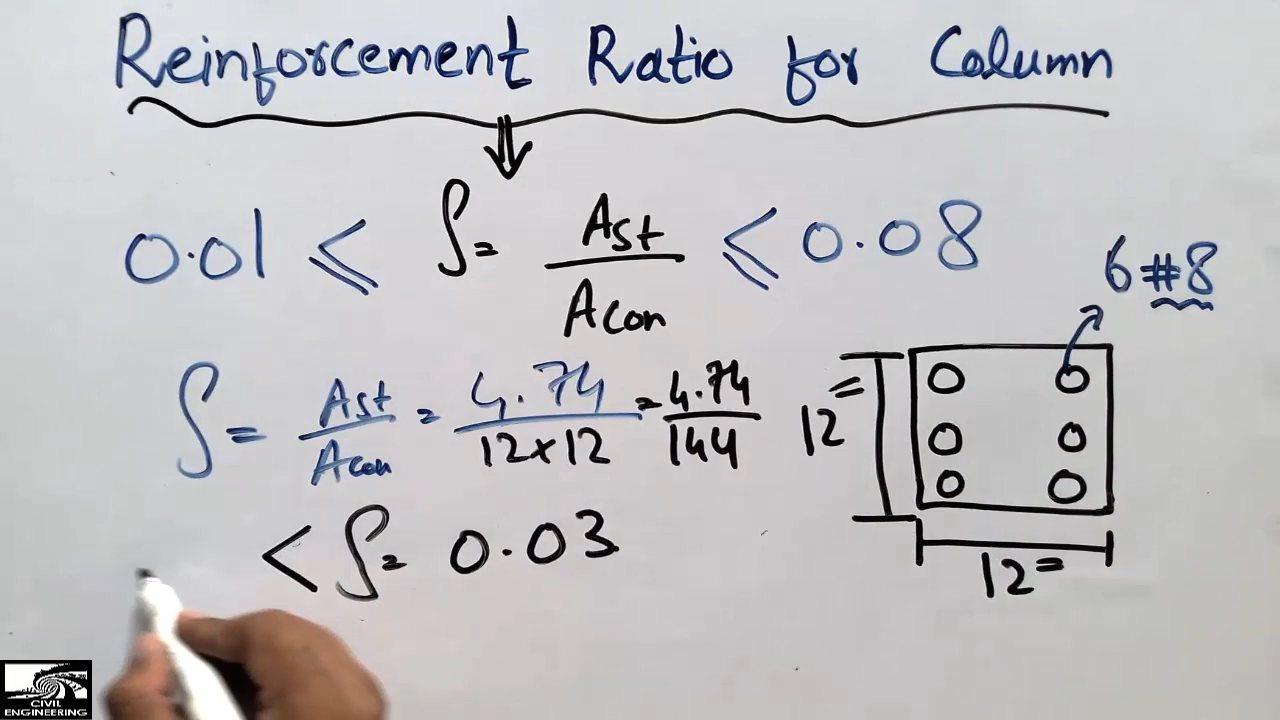 Reinforcement Ratio for Column
0.01 ≤ ρ = Ast / Acon ≤ 0.08
6#8
ρ = Ast / Acon = 4.74 / 12x12 = 4.74 / 144
12"
< ρ = 0.03
12"
CIVIL
ENGINEERING